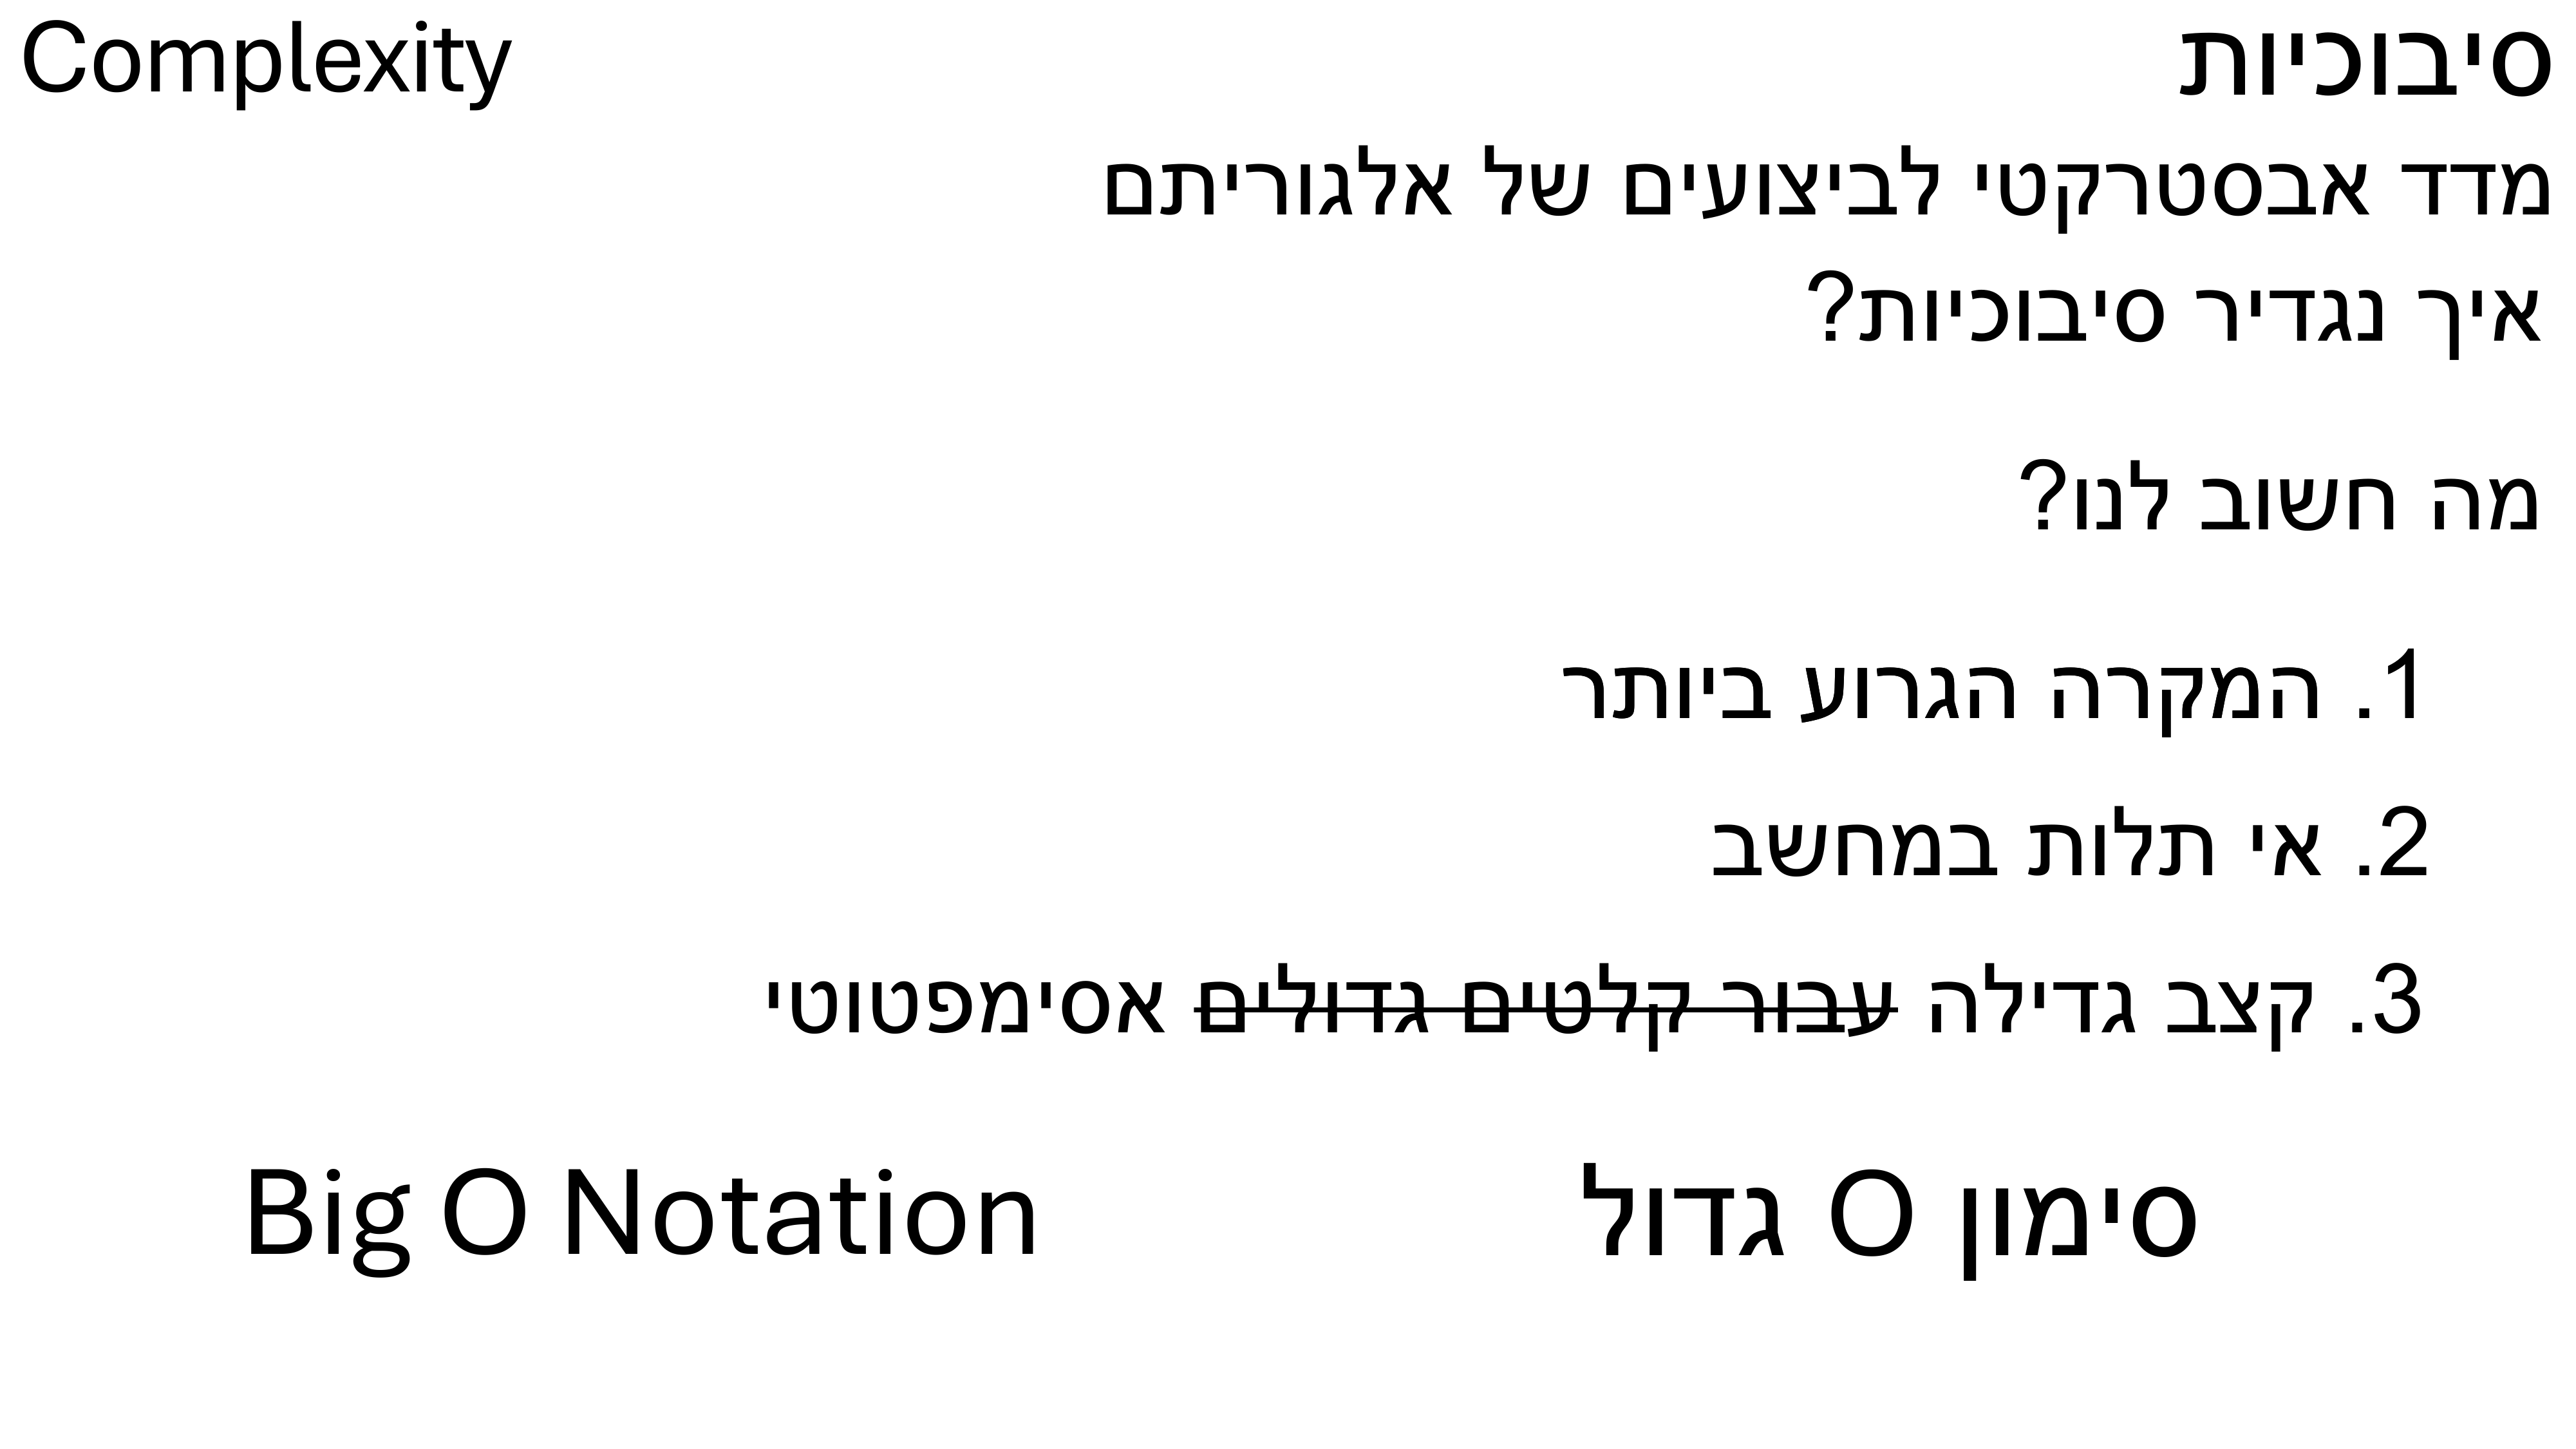 סיבוכיות Complexity
מדד אבסטרקטי לביצועים של אלגוריתם
איך נגדיר סיבוכיות?
מה חשוב לנו?
1. המקרה הגרוע ביותר
2. אי תלות במחשב
3. קצב גדילה עבור קלטים גדולים אסימפטוטי
סימון O גדול Big O Notation